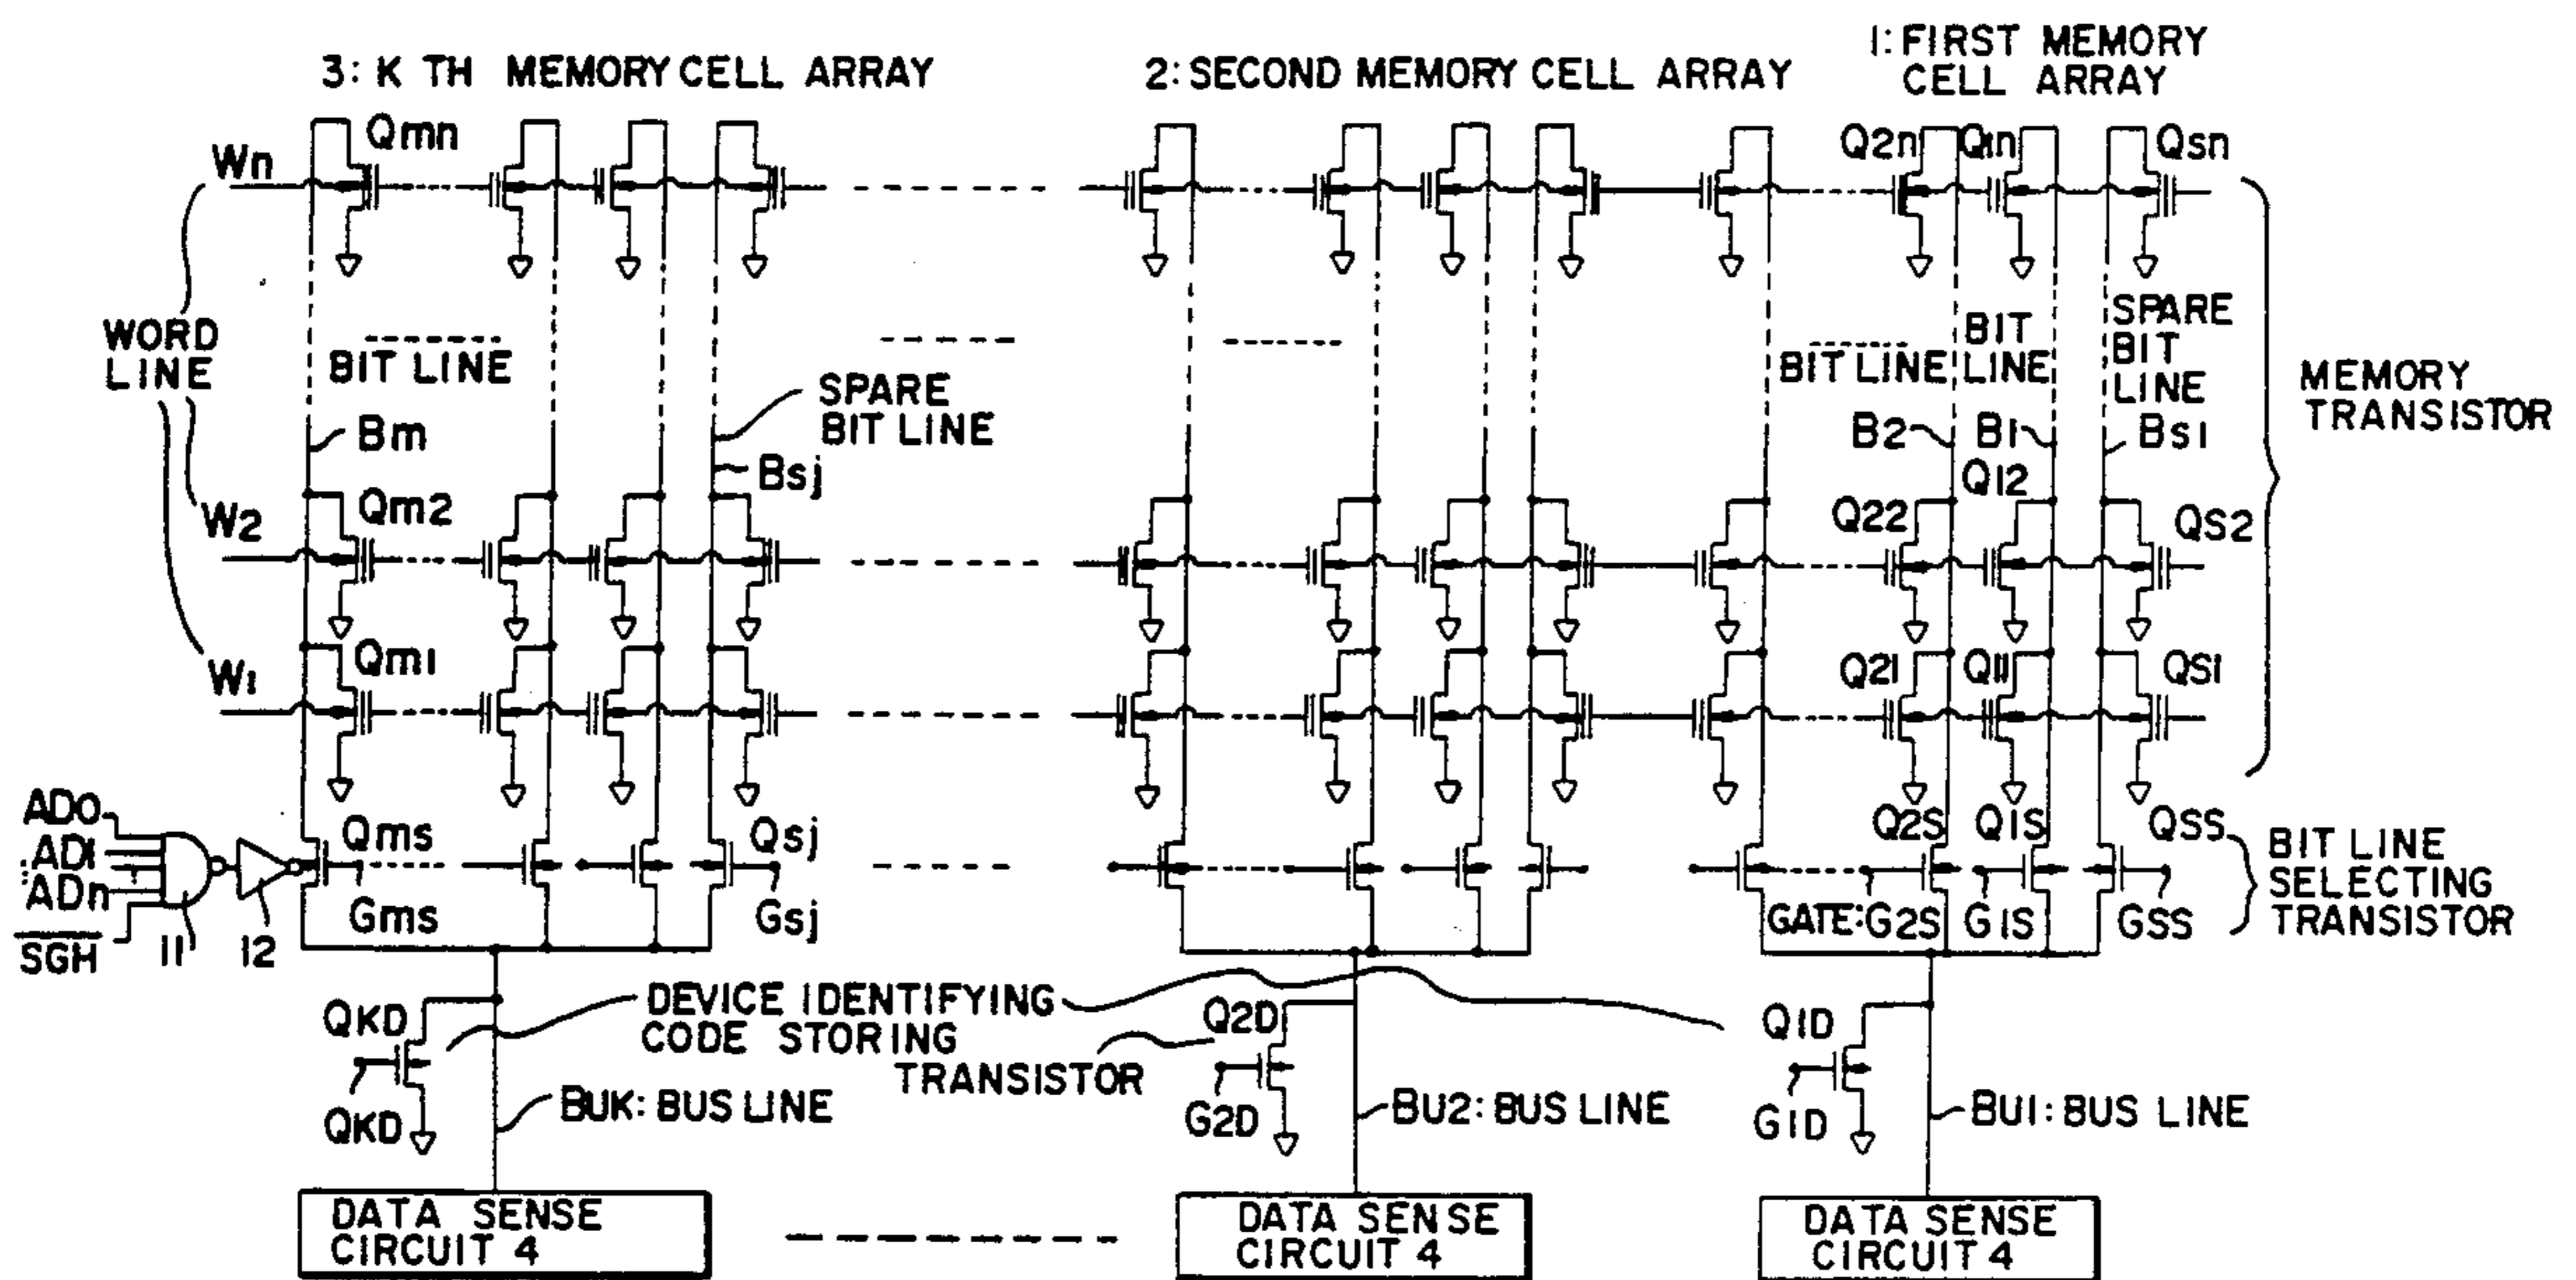 1: FIRST MEMORY
CELL ARRAY
3: K TH MEMORY CELL ARRAY
2: SECOND MEMORY CELL ARRAY
Wn
Qmn
Q2n
Q1n
Qsn
WORD
LINE
BIT LINE
SPARE
BIT LINE
BIT LINE
BIT
LINE
SPARE
BIT
LINE
MEMORY
TRANSISTOR
Bm
Bsj
B2
B1
Bs1
W2
Qm2
Q22
Q12
QS2
W1
Qm1
Q21
Q11
QS1
AD0
AD1
ADn
SGH
11
12
Qms
Gms
Qsj
Gsj
Q2S
Q1S
QSS
GATE:G2S
G1S
GSS
BIT LINE
SELECTING
TRANSISTOR
DEVICE IDENTIFYING
CODE STORING
TRANSISTOR
QKD
QKD
BUK: BUS LINE
Q2D
G2D
BU2: BUS LINE
Q1D
G1D
BU1: BUS LINE
DATA SENSE
CIRCUIT 4
DATA SENSE
CIRCUIT 4
DATA SENSE
CIRCUIT 4